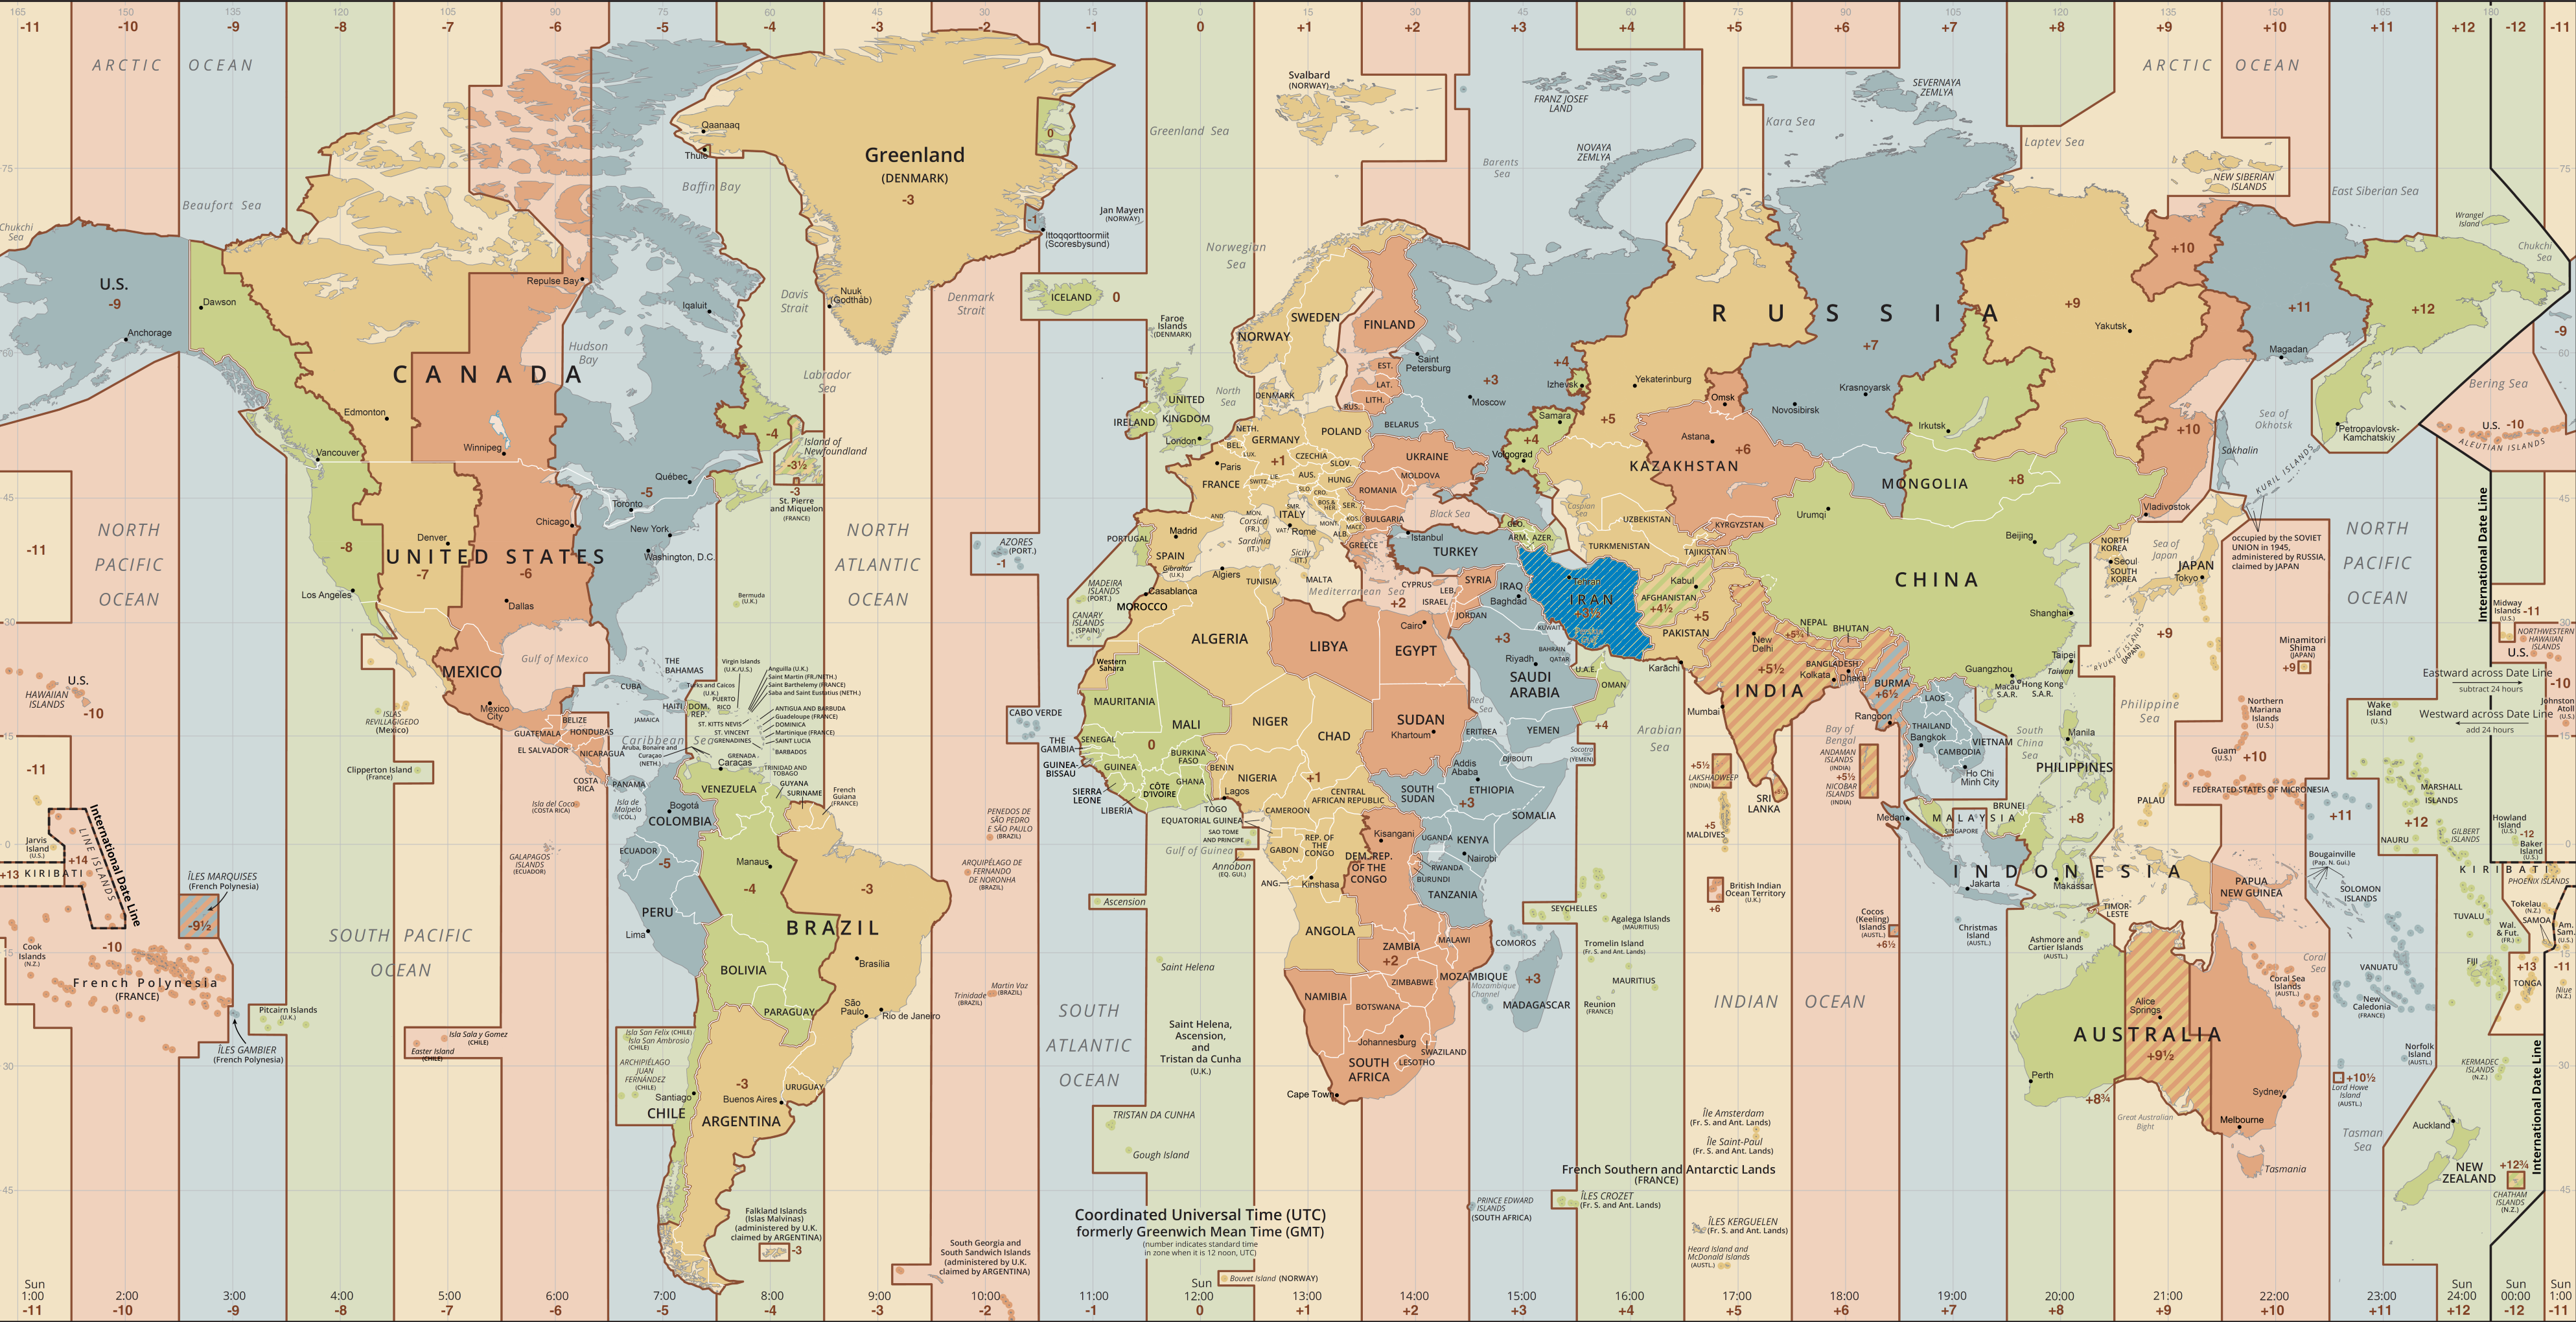 165 150 135 120 105 90 75 60 45 30 15 0 15 30 45 60 75 90 105 120 135 150 165 180
-11 -10 -9 -8 -7 -6 -5 -4 -3 -2 -1 0 +1 +2 +3 +4 +5 +6 +7 +8 +9 +10 +11 +12 -12 -11
ARCTIC OCEAN
ARCTIC OCEAN
Svalbard
(NORWAY)
FRANZ JOSEF
LAND
SEVERNAYA
ZEMLYA
Kara Sea
Laptev Sea
Greenland Sea
Barents
Sea
NOVAYA
ZEMLYA
NEW SIBERIAN
ISLANDS
East Siberian Sea
Wrangel
Island
Chukchi
Sea
Chukchi
Sea
Beaufort Sea
Baffin Bay
Qaanaaq
Thule
Greenland
(DENMARK)
-3
0
-1
Ittoqqortoormiit
(Scoresbysund)
Jan Mayen
(NORWAY)
Norwegian
Sea
Nuuk
(Godthåb)
Davis
Strait
Denmark
Strait
ICELAND
0
Faroe
Islands
(DENMARK)
U.S.
-9
Anchorage
Dawson
Repulse Bay
Iqaluit
Hudson
Bay
Labrador
Sea
CANADA
Edmonton
Winnipeg
Vancouver
Québec
Toronto
-5
-4
-3½
-3
Island of
Newfoundland
St. Pierre
and Miquelon
(FRANCE)
NORTH
PACIFIC
OCEAN
-11
UNITED STATES
-8
-7
-6
Denver
Chicago
New York
Washington, D.C.
Los Angeles
Dallas
Bermuda
(U.K.)
NORTH
ATLANTIC
OCEAN
AZORES
(PORT.)
-1
MADEIRA
ISLANDS
(PORT.)
CANARY
ISLANDS
(SPAIN)
U.S.
HAWAIIAN
ISLANDS
-10
MEXICO
Mexico
City
Gulf of Mexico
ISLAS
REVILLAGIGEDO
(Mexico)
Clipperton Island
(France)
THE
BAHAMAS
CUBA
JAMAICA
HAITI
DOM.
REP.
Turks and Caicos
(U.K.)
PUERTO
RICO
Virgin Islands
(U.K./U.S.)
Anguilla (U.K.)
Saint Martin (FR./NETH.)
Saint Barthelemy (FRANCE)
Saba and Saint Eustatius (NETH.)
ANTIGUA AND BARBUDA
Guadeloupe (FRANCE)
DOMINICA
Martinique (FRANCE)
SAINT LUCIA
BARBADOS
ST. KITTS NEVIS
ST. VINCENT
GRENADINES
GRENADA
TRINIDAD AND
TOBAGO
Caribbean Sea
Aruba, Bonaire and
Curaçao
(NETH.)
BELIZE
GUATEMALA
HONDURAS
EL SALVADOR
NICARAGUA
COSTA
RICA
PANAMA
Isla del Coco
(COSTA RICA)
Isla de
Malpelo
(COL.)
Caracas
VENEZUELA
GUYANA
SURINAME
French
Guiana
(FRANCE)
Bogotá
COLOMBIA
ECUADOR
-5
GALAPAGOS
ISLANDS
(ECUADOR)
PERU
Lima
Manaus
-4
-3
BRAZIL
Brasília
São
Paulo
Rio de Janeiro
BOLIVIA
PARAGUAY
-3
URUGUAY
Buenos Aires
Santiago
CHILE
ARGENTINA
Isla San Felix (CHILE)
Isla San Ambrosio
(CHILE)
ARCHIPIÉLAGO
JUAN
FERNÁNDEZ
(CHILE)
Isla Sala y Gomez
(CHILE)
Easter Island
(CHILE)
Falkland Islands
(Islas Malvinas)
(administered by U.K.
claimed by ARGENTINA)
-3
South Georgia and
South Sandwich Islands
(administered by U.K.
claimed by ARGENTINA)
PENEDOS DE
SÃO PEDRO
E SÃO PAULO
(BRAZIL)
ARQUIPÉLAGO DE
FERNANDO
DE NORONHA
(BRAZIL)
Martin Vaz
(BRAZIL)
Trinidade
(BRAZIL)
-11
International Date Line
LINE ISLANDS
Jarvis
Island
(U.S.)
+14
+13
KIRIBATI
ÎLES MARQUISES
(French Polynesia)
-9½
-10
Cook
Islands
(N.Z.)
French Polynesia
(FRANCE)
ÎLES GAMBIER
(French Polynesia)
Pitcairn Islands
(U.K.)
SOUTH PACIFIC
OCEAN
SOUTH
ATLANTIC
OCEAN
Ascension
Saint Helena
Saint Helena,
Ascension,
and
Tristan da Cunha
(U.K.)
TRISTAN DA CUNHA
Gough Island
Bouvet Island (NORWAY)
Coordinated Universal Time (UTC)
formerly Greenwich Mean Time (GMT)
(number indicates standard time
in zone when it is 12 noon, UTC)
SWEDEN
NORWAY
FINLAND
EST.
LAT.
LITH.
RUS.
DENMARK
North
Sea
UNITED
KINGDOM
IRELAND
London
NETH.
BEL.
LUX.
GERMANY
POLAND
BELARUS
+1
CZECHIA
SLOV.
AUS.
HUNG.
SWITZ.
LIE.
Paris
FRANCE
UKRAINE
MOLDOVA
ROMANIA
BULGARIA
SLO.
CRO.
BOS.&
HER.
SER.
KOS.
MACE.
MONT.
ALB.
SMR.
MON.
AND.
VAT.
ITALY
Rome
Corsica
(FR.)
Sardinia
(IT.)
Sicily
(IT.)
GREECE
Madrid
PORTUGAL
SPAIN
Gibraltar
(U.K.)
Algiers
TUNISIA
MALTA
Mediterranean Sea
Casablanca
MOROCCO
Western
Sahara
Black Sea
Istanbul
TURKEY
CYPRUS
LEB.
ISRAEL
SYRIA
JORDAN
IRAQ
Baghdad
+2
Cairo
EGYPT
LIBYA
ALGERIA
MAURITANIA
MALI
NIGER
CHAD
SUDAN
Khartoum
0
+1
CABO VERDE
SENEGAL
THE
GAMBIA
GUINEA-
BISSAU
GUINEA
SIERRA
LEONE
LIBERIA
CÔTE
D'IVOIRE
BURKINA
FASO
GHANA
TOGO
BENIN
NIGERIA
Lagos
CAMEROON
CENTRAL
AFRICAN REPUBLIC
EQUATORIAL GUINEA
SAO TOME
AND PRINCIPE
Gulf of Guinea
Annobon
(EQ. GUI.)
GABON
REP. OF
THE
CONGO
DEM. REP.
OF THE
CONGO
Kisangani
Kinshasa
ANG.
ANGOLA
ZAMBIA
+2
MALAWI
MOZAMBIQUE
Mozambique
Channel
ZIMBABWE
NAMIBIA
BOTSWANA
Johannesburg
SWAZILAND
LESOTHO
SOUTH
AFRICA
Cape Town
SOUTH
SUDAN
ERITREA
Addis
Ababa
ETHIOPIA
+3
DJIBOUTI
SOMALIA
UGANDA
KENYA
Nairobi
RWANDA
BURUNDI
TANZANIA
COMOROS
+3
MADAGASCAR
SEYCHELLES
Agalega Islands
(MAURITIUS)
Tromelin Island
(Fr. S. and Ant. Lands)
MAURITIUS
Reunion
(FRANCE)
PRINCE EDWARD
ISLANDS
(SOUTH AFRICA)
ÎLES CROZET
(Fr. S. and Ant. Lands)
French Southern and Antarctic Lands
(FRANCE)
Île Amsterdam
(Fr. S. and Ant. Lands)
Île Saint-Paul
(Fr. S. and Ant. Lands)
ÎLES KERGUELEN
(Fr. S. and Ant. Lands)
Heard Island and
McDonald Islands
(AUSTL.)
Saint
Petersburg
+3
Moscow
+4
Izhevsk
Samara
+4
Volgograd
+5
Yekaterinburg
Omsk
RUSSIA
Novosibirsk
Krasnoyarsk
+7
Irkutsk
+9
Yakutsk
+10
+10
+11
Magadan
+12
Petropavlovsk-
Kamchatskiy
Vladivostok
Sakhalin
Sea of
Okhotsk
KURIL ISLANDS
Bering Sea
-9
U.S. -10
ALEUTIAN ISLANDS
occupied by the SOVIET
UNION in 1945,
administered by RUSSIA,
claimed by JAPAN
Astana
+6
KAZAKHSTAN
Caspian
Sea
UZBEKISTAN
KYRGYZSTAN
TURKMENISTAN
TAJIKISTAN
GEO.
ARM.
AZER.
Tehran
IRAN
+3½
Persian
Gulf
Kabul
AFGHANISTAN
+4½
+5
PAKISTAN
Karāchi
KUWAIT
BAHRAIN
QATAR
U.A.E.
OMAN
+3
Riyadh
SAUDI
ARABIA
Red
Sea
YEMEN
Socotra
(YEMEN)
+4
Arabian
Sea
MONGOLIA
Urumqi
+8
Beijing
CHINA
Shanghai
Guangzhou
Hong Kong
S.A.R.
Macau
S.A.R.
Taipei
Taiwan
NORTH
KOREA
Seoul
SOUTH
KOREA
Sea of
Japan
JAPAN
Tokyo
RYUKYU ISLANDS
(JAPAN)
+9
New
Delhi
NEPAL
+5¾
BHUTAN
BANGLADESH
Dhaka
Kolkata
+5½
INDIA
Mumbai
BURMA
+6½
Rangoon
Bay of
Bengal
ANDAMAN
ISLANDS
(INDIA)
+5½
NICOBAR
ISLANDS
(INDIA)
+5½
LAKSHADWEEP
(INDIA)
SRI
LANKA
+5
MALDIVES
British Indian
Ocean Territory
(U.K.)
+6
LAOS
THAILAND
Bangkok
VIETNAM
CAMBODIA
Ho Chi
Minh City
South
China
Sea
Manila
PHILIPPINES
Philippine
Sea
BRUNEI
MALAYSIA
SINGAPORE
Medan
+8
PALAU
INDONESIA
Jakarta
Makassar
TIMOR-
LESTE
Cocos
(Keeling)
Islands
(AUSTL.)
+6½
Christmas
Island
(AUSTL.)
Ashmore and
Cartier Islands
(AUSTL.)
INDIAN OCEAN
PAPUA
NEW GUINEA
Bougainville
(Pap. N. Gui.)
SOLOMON
ISLANDS
Coral
Sea
Coral Sea
Islands
(AUSTL.)
VANUATU
New
Caledonia
(FRANCE)
Alice
Springs
AUSTRALIA
+9½
Perth
+8¾
Great Australian
Bight
Sydney
Melbourne
Tasmania
+10½
Lord Howe
Island
(AUSTL.)
Norfolk
Island
(AUSTL.)
Tasman
Sea
Auckland
NEW
ZEALAND
+12¾
CHATHAM
ISLANDS
(N.Z.)
KERMADEC
ISLANDS
(N.Z.)
International Date Line
NORTH
PACIFIC
OCEAN
International Date Line
Minamitori
Shima
(JAPAN)
+9
Northern
Mariana
Islands
(U.S.)
Guam
(U.S.)
+10
FEDERATED STATES OF MICRONESIA
+11
Wake
Island
(U.S.)
MARSHALL
ISLANDS
+12
NAURU
GILBERT
ISLANDS
KIRIBATI
PHOENIX ISLANDS
TUVALU
Tokelau
(N.Z.)
SAMOA
Am.
Sam.
(U.S.)
Wal.
& Fut.
(FR.)
FIJI
+13
TONGA
-11
Niue
(N.Z.)
Midway
Islands
(U.S.)
-11
NORTHWESTERN
HAWAIIAN
ISLANDS
U.S.
-10
Johnston
Atoll
(U.S.)
Eastward across Date Line
subtract 24 hours
Westward across Date Line
add 24 hours
Howland
Island
(U.S.)
-12
Baker
Island
(U.S.)
Sun
1:00 2:00 3:00 4:00 5:00 6:00 7:00 8:00 9:00 10:00 11:00
Sun
12:00 13:00 14:00 15:00 16:00 17:00 18:00 19:00 20:00 21:00 22:00 23:00
Sun
24:00
Sun
00:00
Sun
1:00
-11 -10 -9 -8 -7 -6 -5 -4 -3 -2 -1 0 +1 +2 +3 +4 +5 +6 +7 +8 +9 +10 +11 +12 -12 -11